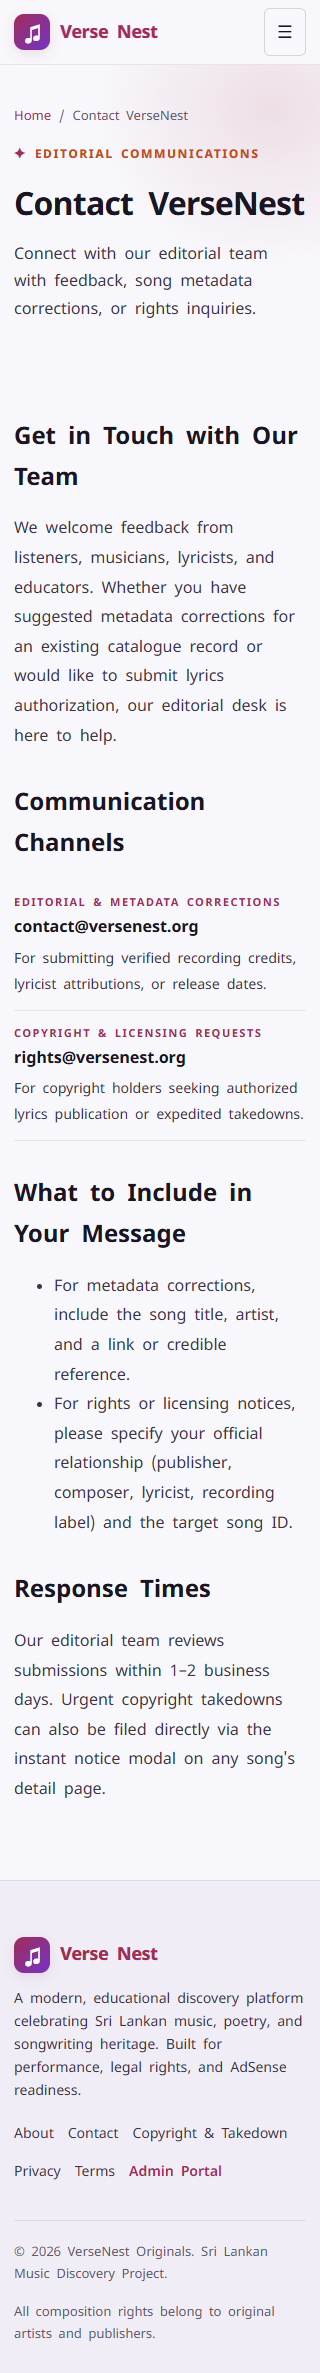 Verse Nest
☰
Home / Contact VerseNest
✦ EDITORIAL COMMUNICATIONS
Contact VerseNest
Connect with our editorial team
with feedback, song metadata
corrections, or rights inquiries.
Get in Touch with Our
Team
We welcome feedback from
listeners, musicians, lyricists, and
educators. Whether you have
suggested metadata corrections for
an existing catalogue record or
would like to submit lyrics
authorization, our editorial desk is
here to help.
Communication
Channels
EDITORIAL & METADATA CORRECTIONS
contact@versenest.org
For submitting verified recording credits,
lyricist attributions, or release dates.
COPYRIGHT & LICENSING REQUESTS
rights@versenest.org
For copyright holders seeking authorized
lyrics publication or expedited takedowns.
What to Include in
Your Message
• For metadata corrections,
include the song title, artist,
and a link or credible
reference.
• For rights or licensing notices,
please specify your official
relationship (publisher,
composer, lyricist, recording
label) and the target song ID.
Response Times
Our editorial team reviews
submissions within 1–2 business
days. Urgent copyright takedowns
can also be filed directly via the
instant notice modal on any song's
detail page.
Verse Nest
A modern, educational discovery platform
celebrating Sri Lankan music, poetry, and
songwriting heritage. Built for
performance, legal rights, and AdSense
readiness.
About Contact Copyright & Takedown
Privacy Terms Admin Portal
© 2026 VerseNest Originals. Sri Lankan
Music Discovery Project.
All composition rights belong to original
artists and publishers.